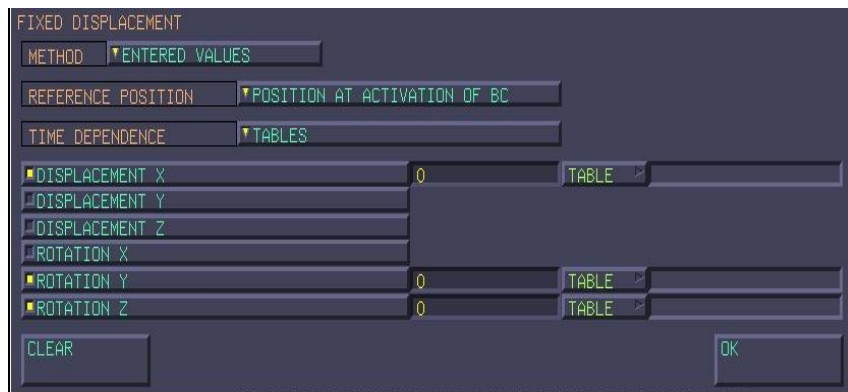 FIXED DISPLACEMENT
METHOD ENTERED VALUES
REFERENCE POSITION POSITION AT ACTIVATION OF BC
TIME DEPENDENCE TABLES
DISPLACEMENT X 0 TABLE
DISPLACEMENT Y
DISPLACEMENT Z
ROTATION X
ROTATION Y 0 TABLE
ROTATION Z 0 TABLE
CLEAR OK